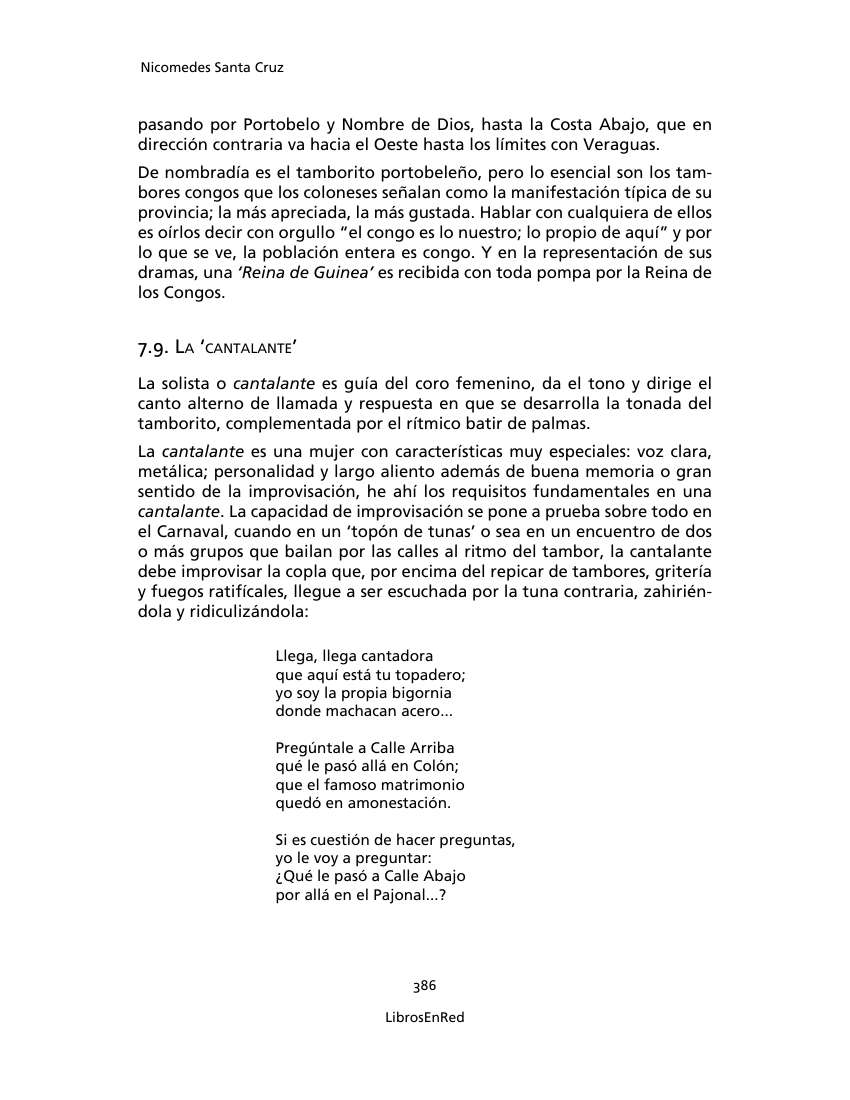 Nicomedes Santa Cruz
pasando por Portobelo y Nombre de Dios, hasta la Costa Abajo, que en
dirección contraria va hacia el Oeste hasta los límites con Veraguas.
De nombradía es el tamborito portobeleño, pero lo esencial son los tam-
bores congos que los coloneses señalan como la manifestación típica de su
provincia; la más apreciada, la más gustada. Hablar con cualquiera de ellos
es oírlos decir con orgullo “el congo es lo nuestro; lo propio de aquí” y por
lo que se ve, la población entera es congo. Y en la representación de sus
dramas, una ‘Reina de Guinea’ es recibida con toda pompa por la Reina de
los Congos.
7.9. La ‘cantalante’
La solista o cantalante es guía del coro femenino, da el tono y dirige el
canto alterno de llamada y respuesta en que se desarrolla la tonada del
tamborito, complementada por el rítmico batir de palmas.
La cantalante es una mujer con características muy especiales: voz clara,
metálica; personalidad y largo aliento además de buena memoria o gran
sentido de la improvisación, he ahí los requisitos fundamentales en una
cantalante. La capacidad de improvisación se pone a prueba sobre todo en
el Carnaval, cuando en un ‘topón de tunas’ o sea en un encuentro de dos
o más grupos que bailan por las calles al ritmo del tambor, la cantalante
debe improvisar la copla que, por encima del repicar de tambores, gritería
y fuegos ratifícales, llegue a ser escuchada por la tuna contraria, zahirién-
dola y ridiculizándola:
Llega, llega cantadora
que aquí está tu topadero;
yo soy la propia bigornia
donde machacan acero...
Pregúntale a Calle Arriba
qué le pasó allá en Colón;
que el famoso matrimonio
quedó en amonestación.
Si es cuestión de hacer preguntas,
yo le voy a preguntar:
¿Qué le pasó a Calle Abajo
por allá en el Pajonal...?
386
LibrosEnRed